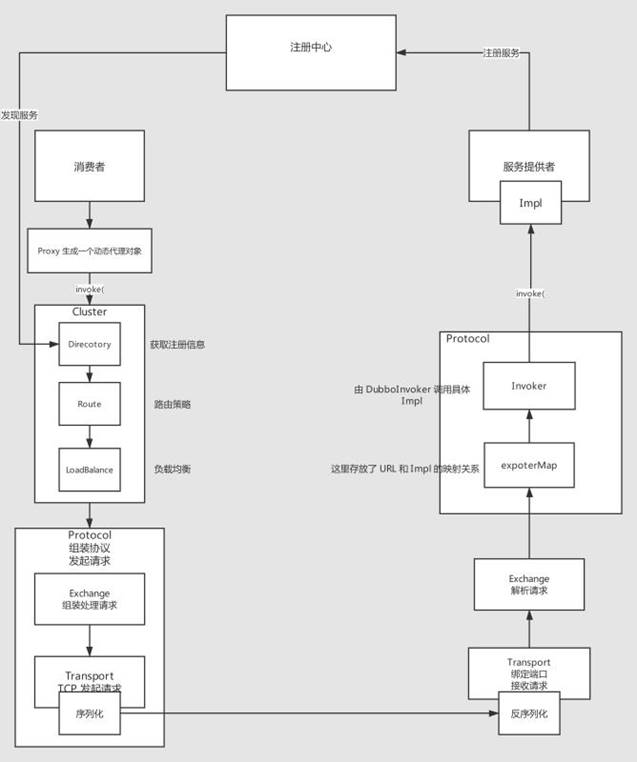 注册中心
注册服务
发现服务
消费者
服务提供者
Impl
Proxy 生成一个动态代理对象
invoke(
invoke(
Cluster
Direcotory
获取注册信息
Route
路由策略
LoadBalance
负载均衡
Protocol
Invoker
由 DubboInvoker 调用具体
Impl
expoterMap
这里存放了 URL 和 Impl 的映射关系
Protocol
组装协议
发起请求
Exchange
组装处理请求
Transport
TCP 发起请求
序列化
Exchange
解析请求
Transport
绑定端口
接收请求
反序列化